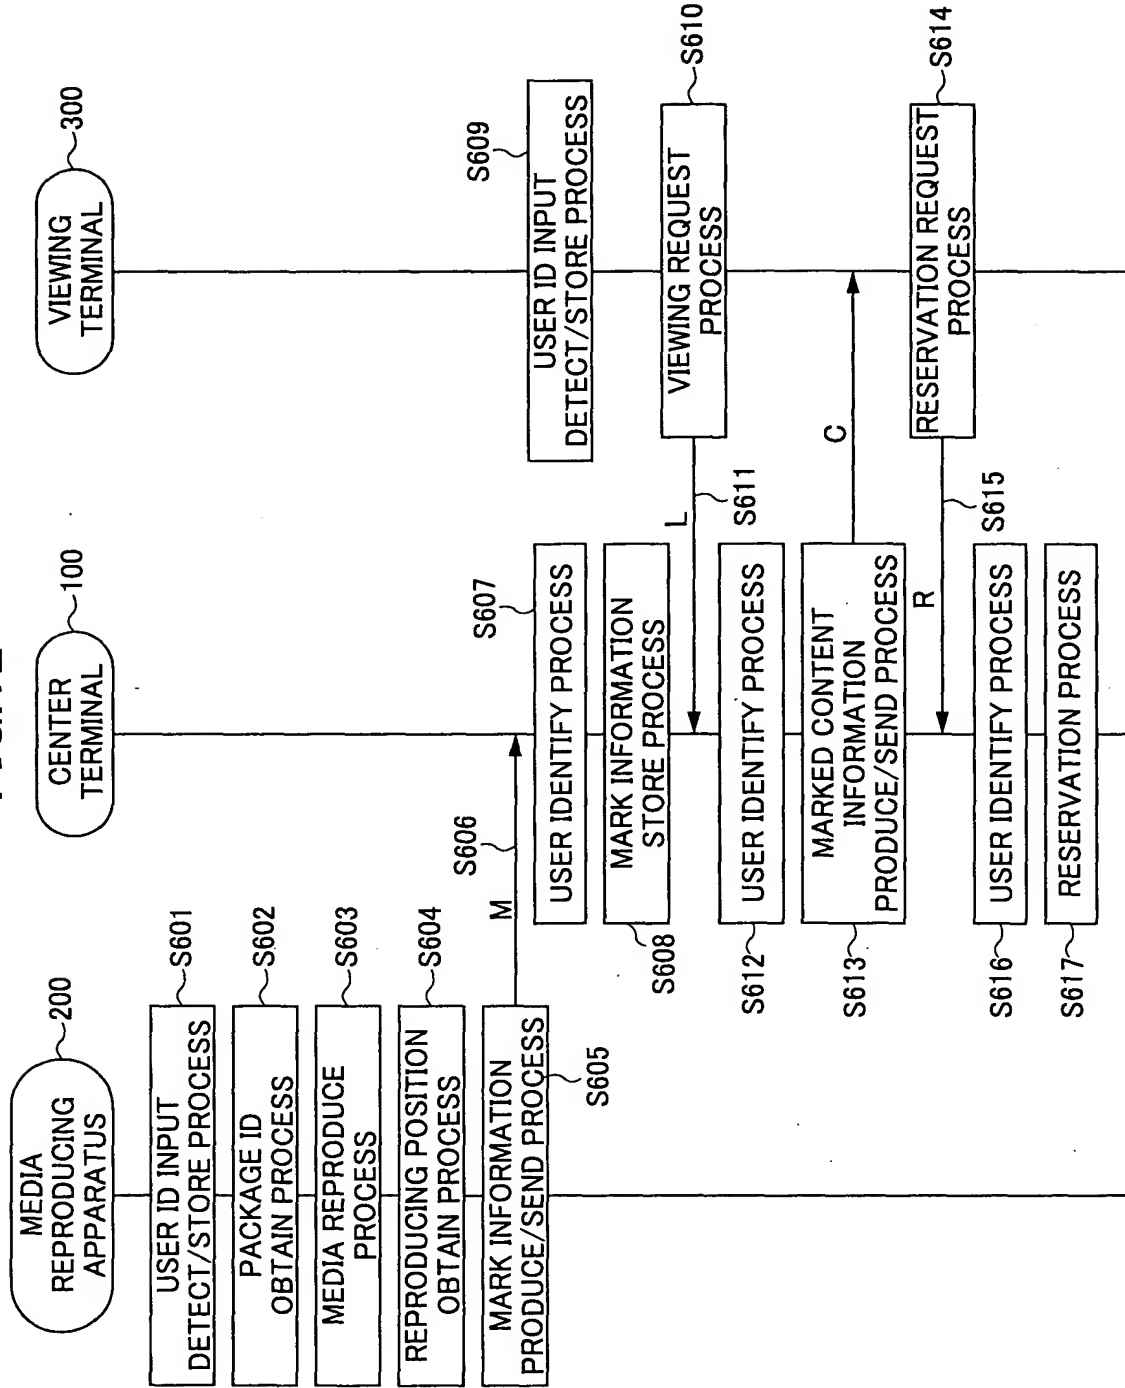 MEDIA
REPRODUCING
APPARATUS
200
USER ID INPUT
DETECT/STORE PROCESS
S601
PACKAGE ID
OBTAIN PROCESS
S602
MEDIA REPRODUCE
PROCESS
S603
REPRODUCING POSITION
OBTAIN PROCESS
S604
MARK INFORMATION
PRODUCE/SEND PROCESS
S605
M
S606
CENTER
TERMINAL
100
USER IDENTIFY PROCESS
S607
MARK INFORMATION
STORE PROCESS
S608
L
S611
USER IDENTIFY PROCESS
S612
MARKED CONTENT
INFORMATION
PRODUCE/SEND PROCESS
S613
C
R
S615
USER IDENTIFY PROCESS
S616
RESERVATION PROCESS
S617
VIEWING
TERMINAL
300
USER ID INPUT
DETECT/STORE PROCESS
S609
VIEWING REQUEST
PROCESS
S610
RESERVATION REQUEST
PROCESS
S614